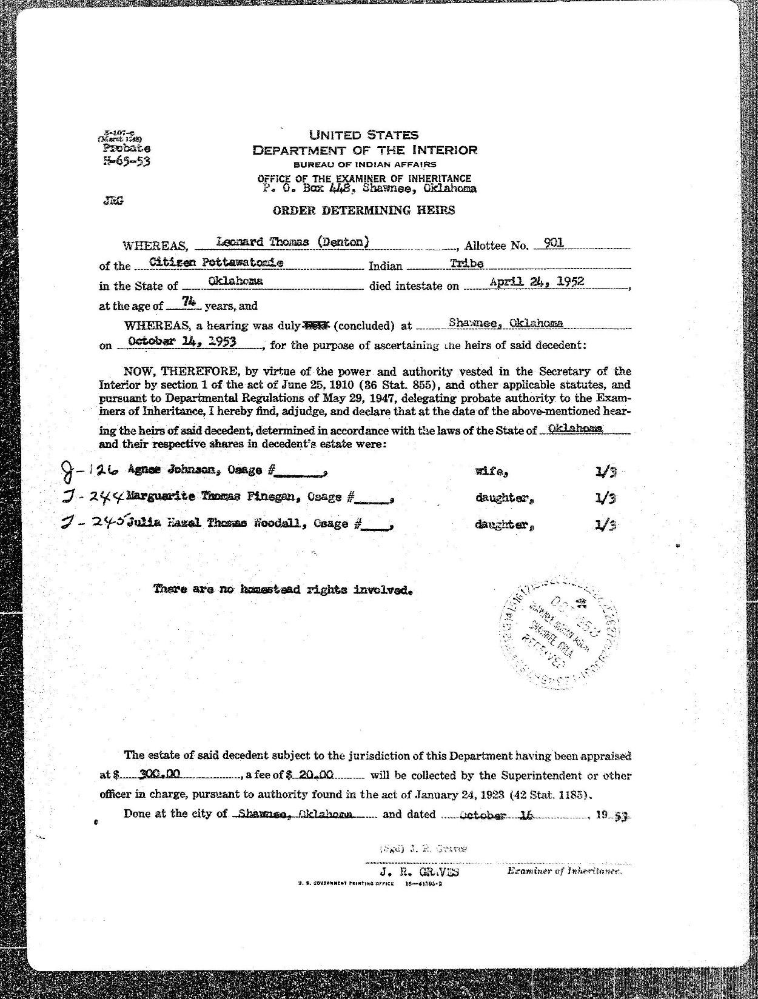 5-107-c
(March 1948)
Probate
H-65-53
JRG
UNITED STATES
DEPARTMENT OF THE INTERIOR
BUREAU OF INDIAN AFFAIRS
OFFICE OF THE EXAMINER OF INHERITANCE
P. O. Box 448, Shawnee, Oklahoma
ORDER DETERMINING HEIRS
WHEREAS, Leonard Thomas (Denton), Allottee No. 901
of the Citizen Pottawatomie Indian Tribe
in the State of Oklahoma died intestate on April 24, 1952,
at the age of 74 years, and
WHEREAS, a hearing was duly (concluded) at Shawnee, Oklahoma
on October 14, 1953, for the purpose of ascertaining the heirs of said decedent:
NOW, THEREFORE, by virtue of the power and authority vested in the Secretary of the
Interior by section 1 of the act of June 25, 1910 (36 Stat. 855), and other applicable statutes, and
pursuant to Departmental Regulations of May 29, 1947, delegating probate authority to the Exam-
iners of Inheritance, I hereby find, adjudge, and declare that at the date of the above-mentioned hear-
ing the heirs of said decedent, determined in accordance with the laws of the State of Oklahoma
and their respective shares in decedent's estate were:
J-126 Agnes Johnson, Osage #______, wife, 1/3
T-244 Marguerite Thomas Finegan, Osage #____, daughter, 1/3
T-245 Julia Hazel Thomas Woodall, Osage #___, daughter, 1/3
There are no homestead rights involved.
SHAWNEE, OKLA.
RECEIVED
The estate of said decedent subject to the jurisdiction of this Department having been appraised
at $ 300.00, a fee of $ 20.00 will be collected by the Superintendent or other
officer in charge, pursuant to authority found in the act of January 24, 1923 (42 Stat. 1185).
Done at the city of Shawnee, Oklahoma and dated October 16, 1953
(Sgd) J. R. Graves
J. R. GRAVES Examiner of Inheritance.
U. S. GOVERNMENT PRINTING OFFICE 16—41593-2